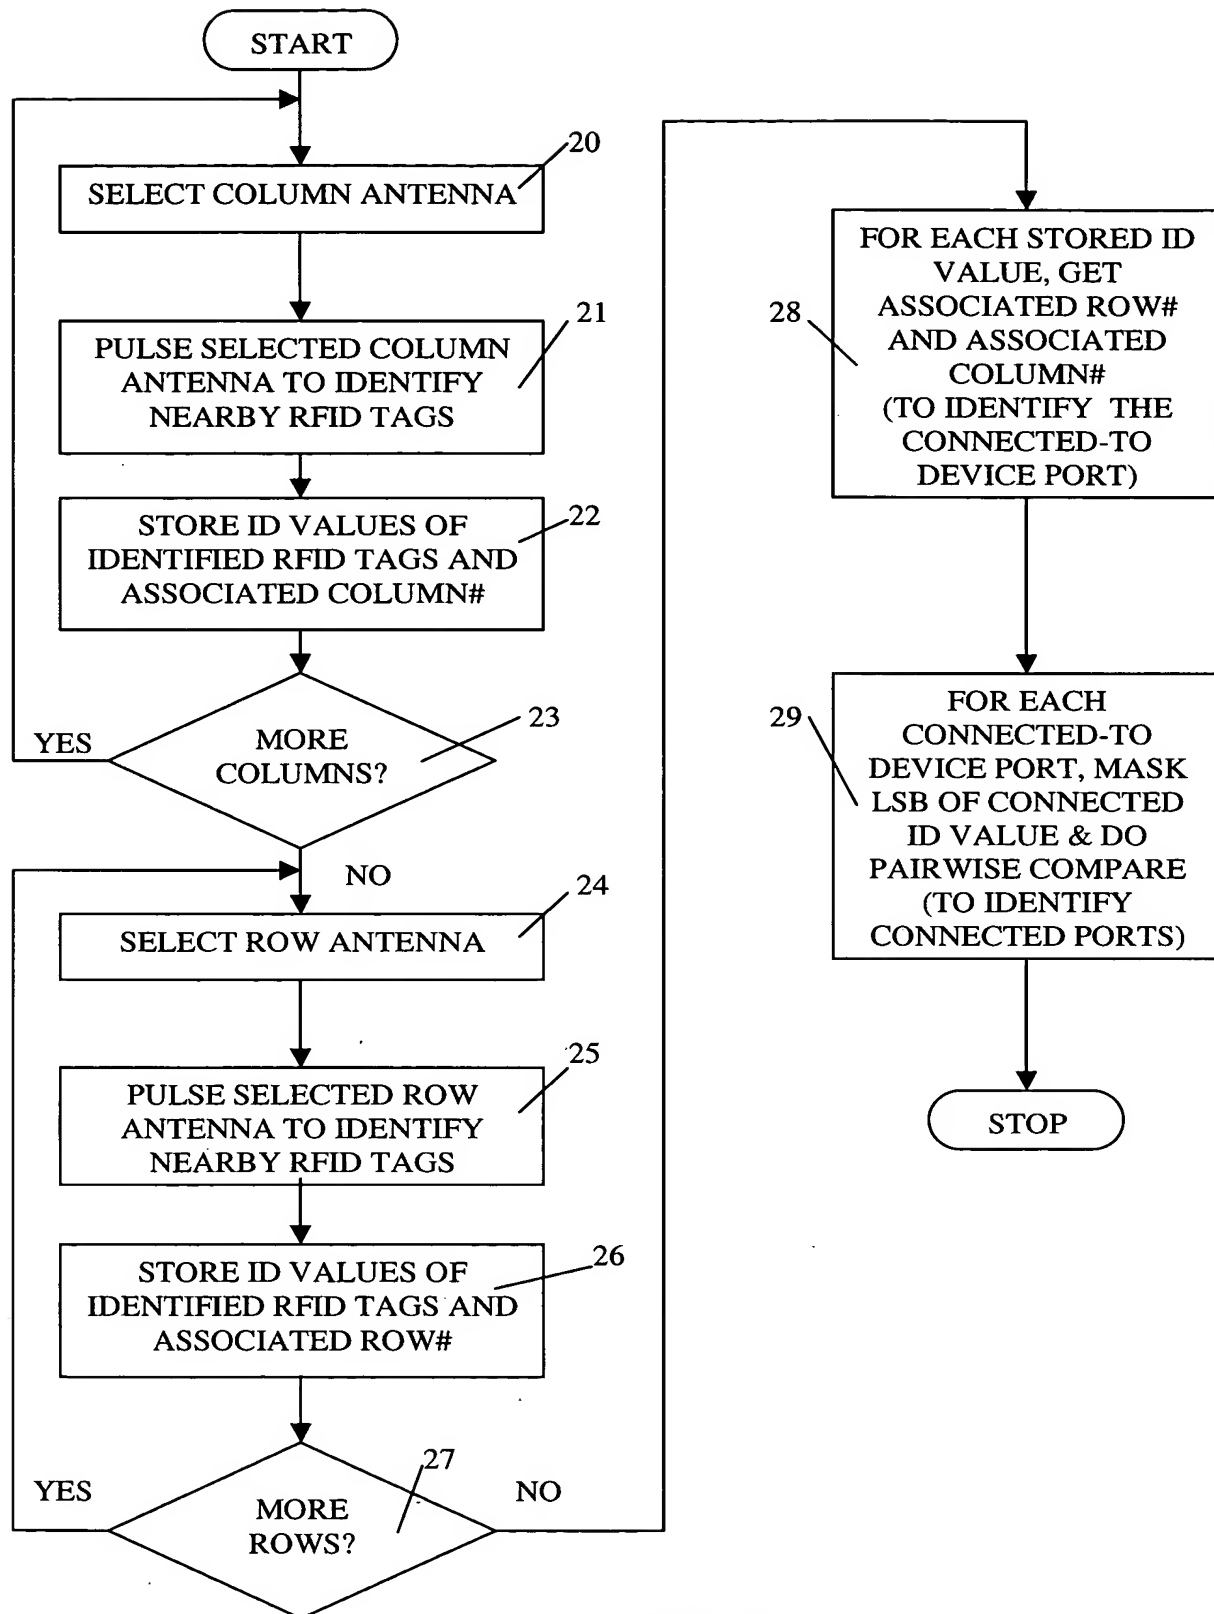 START
20
SELECT COLUMN ANTENNA
21
PULSE SELECTED COLUMN
ANTENNA TO IDENTIFY
NEARBY RFID TAGS
22
STORE ID VALUES OF
IDENTIFIED RFID TAGS AND
ASSOCIATED COLUMN#
23
YES
MORE
COLUMNS?
NO
24
SELECT ROW ANTENNA
25
PULSE SELECTED ROW
ANTENNA TO IDENTIFY
NEARBY RFID TAGS
26
STORE ID VALUES OF
IDENTIFIED RFID TAGS AND
ASSOCIATED ROW#
27
YES
NO
MORE
ROWS?
28
FOR EACH STORED ID
VALUE, GET
ASSOCIATED ROW#
AND ASSOCIATED
COLUMN#
(TO IDENTIFY THE
CONNECTED-TO
DEVICE PORT)
29
FOR EACH
CONNECTED-TO
DEVICE PORT, MASK
LSB OF CONNECTED
ID VALUE & DO
PAIRWISE COMPARE
(TO IDENTIFY
CONNECTED PORTS)
STOP